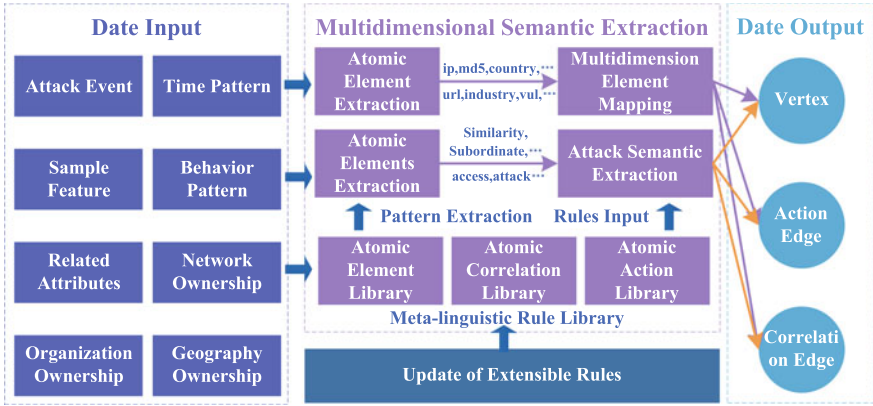 Date Input
Attack Event
Time Pattern
Sample
Feature
Behavior
Pattern
Related
Attributes
Network
Ownership
Organization
Ownership
Geography
Ownership
Multidimensional Semantic Extraction
Atomic
Element
Extraction
ip,md5,country,···
url,industry,vul,···
Multidimension
Element
Mapping
Atomic
Elements
Extraction
Similarity,
Subordinate,···
access,attack···
Attack Semantic
Extraction
Pattern Extraction
Rules Input
Atomic
Element
Library
Atomic
Correlation
Library
Atomic
Action
Library
Meta-linguistic Rule Library
Update of Extensible Rules
Date Output
Vertex
Action
Edge
Correlati
on Edge